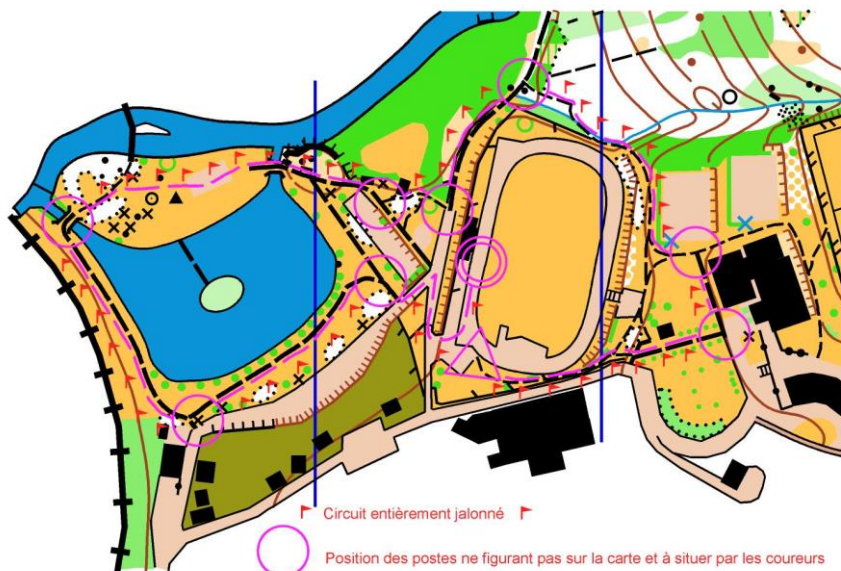 Circuit entièrement jalonné
Position des postes ne figurant pas sur la carte et à situer par les coureurs